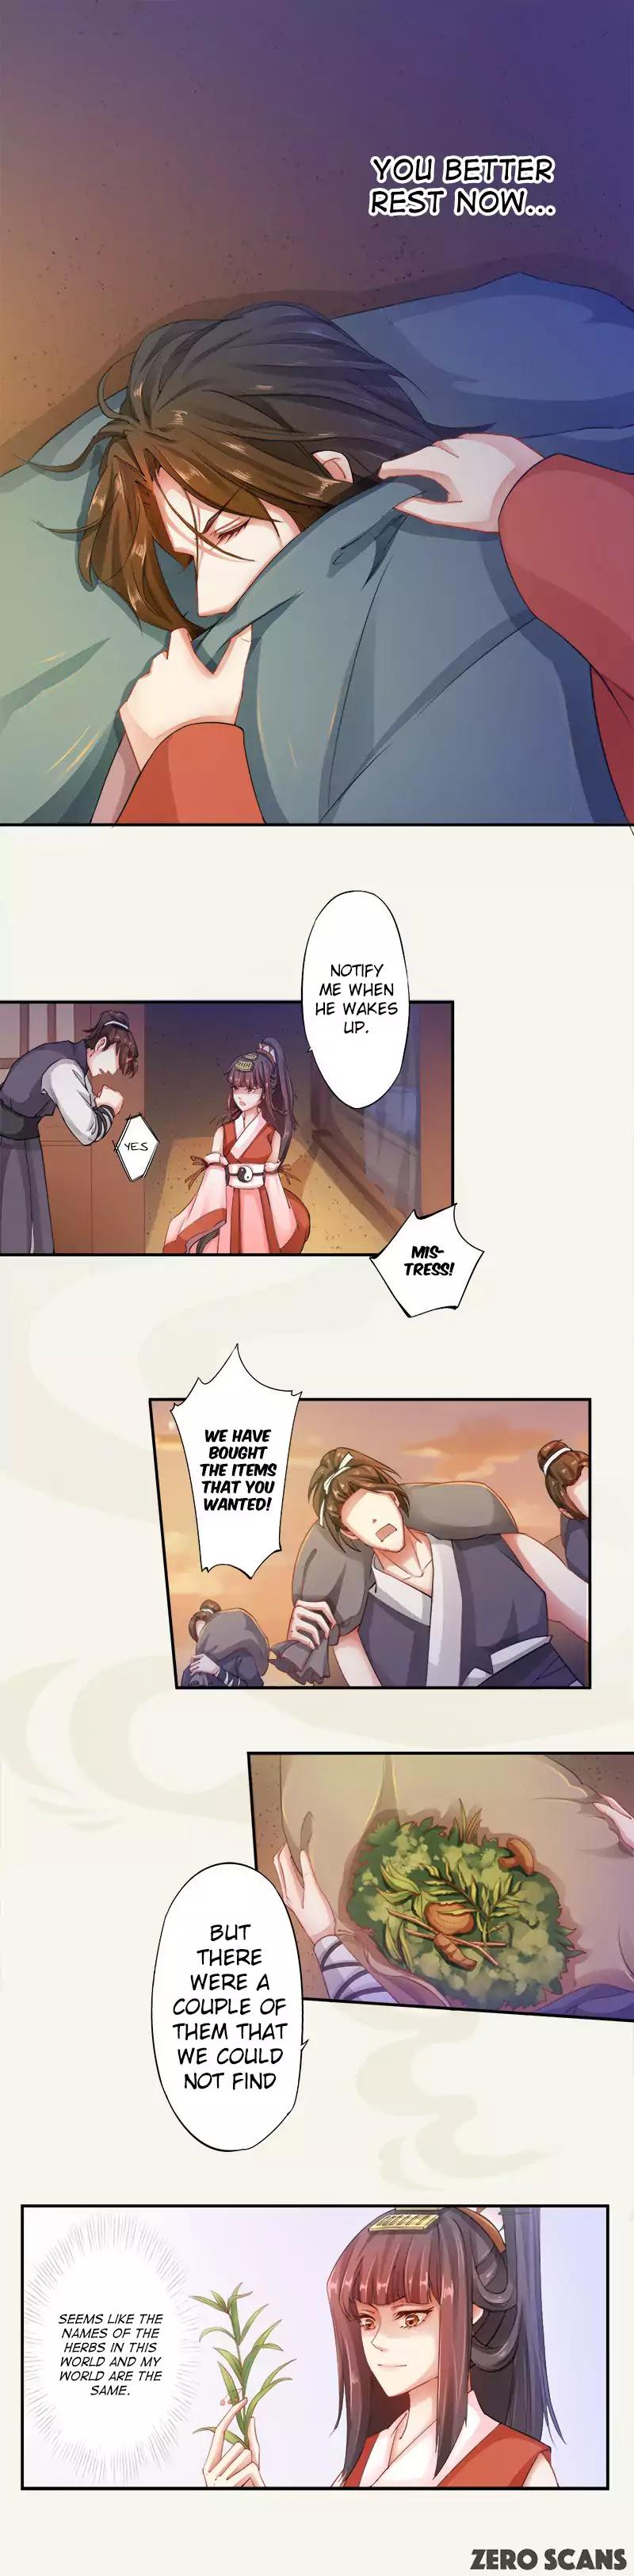 YOU BETTER
REST NOW...
NOTIFY
ME WHEN
HE WAKES
UP.
YES
MIS-
TRESS!
WE HAVE
BOUGHT
THE ITEMS
THAT YOU
WANTED!
BUT
THERE
WERE A
COUPLE OF
THEM THAT
WE COULD
NOT FIND
SEEMS LIKE THE
NAMES OF THE
HERBS IN THIS
WORLD AND MY
WORLD ARE THE
SAME.
ZERO SCANS